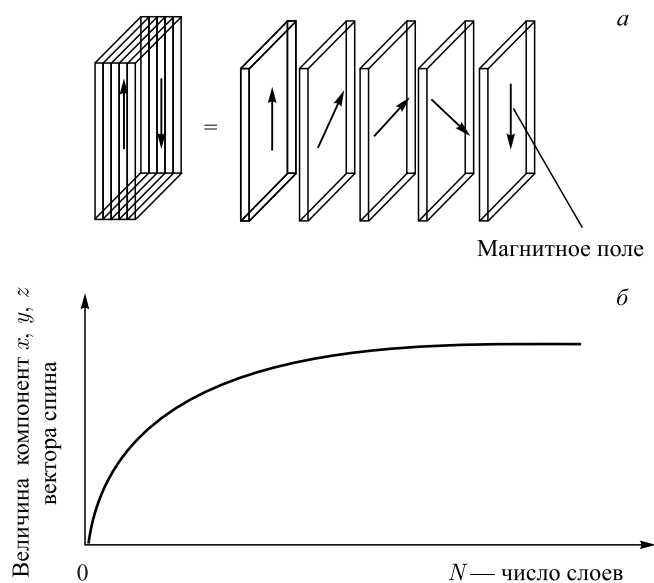 а
=
Магнитное поле
б
Величина компонент x, y, z
вектора спина
0
N — число слоев